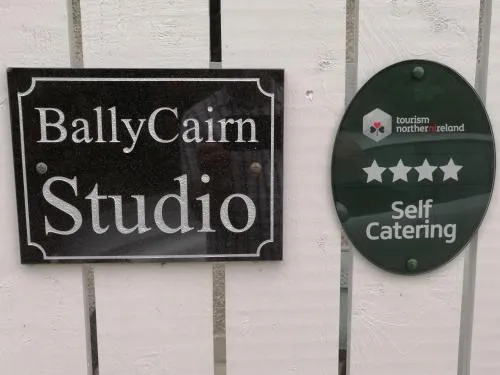 BallyCairn
Studio
tourism
northernireland
Self
Catering